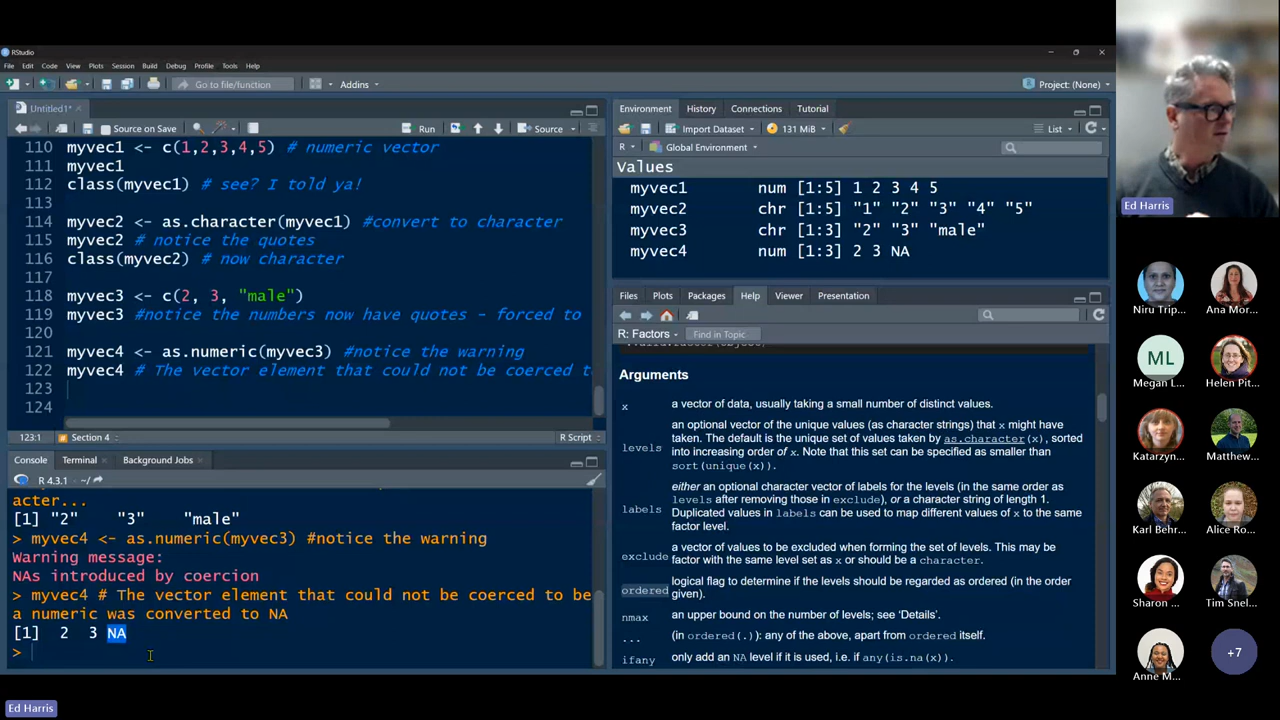 RStudio
File Edit Code View Plots Session Build Debug Profile Tools Help
Go to file/function
Addins
Project: (None)
Untitled1*
Source on Save
Run
Source
110 myvec1 <- c(1,2,3,4,5) # numeric vector
111 myvec1
112 class(myvec1) # see? I told ya!
113
114 myvec2 <- as.character(myvec1) #convert to character
115 myvec2 # notice the quotes
116 class(myvec2) # now character
117
118 myvec3 <- c(2, 3, "male")
119 myvec3 #notice the numbers now have quotes - forced to
120
121 myvec4 <- as.numeric(myvec3) #notice the warning
122 myvec4 # The vector element that could not be coerced t
123
124
123:1 Section 4 R Script
Console Terminal Background Jobs
R 4.3.1 · ~/
acter...
[1] "2" "3" "male"
> myvec4 <- as.numeric(myvec3) #notice the warning
Warning message:
NAs introduced by coercion
> myvec4 # The vector element that could not be coerced to be
a numeric was converted to NA
[1] 2 3 NA
>
Environment History Connections Tutorial
Import Dataset 131 MiB List
R Global Environment
Values
myvec1 num [1:5] 1 2 3 4 5
myvec2 chr [1:5] "1" "2" "3" "4" "5"
myvec3 chr [1:3] "2" "3" "male"
myvec4 num [1:3] 2 3 NA
Files Plots Packages Help Viewer Presentation
R: Factors Find in Topic
Arguments
x a vector of data, usually taking a small number of distinct values.
levels an optional vector of the unique values (as character strings) that x might have
taken. The default is the unique set of values taken by as.character(x), sorted
into increasing order of x. Note that this set can be specified as smaller than
sort(unique(x)).
labels either an optional character vector of labels for the levels (in the same order as
levels after removing those in exclude), or a character string of length 1.
Duplicated values in labels can be used to map different values of x to the same
factor level.
exclude a vector of values to be excluded when forming the set of levels. This may be
factor with the same level set as x or should be a character.
ordered logical flag to determine if the levels should be regarded as ordered (in the order
given).
nmax an upper bound on the number of levels; see ‘Details’.
... (in ordered(.)): any of the above, apart from ordered itself.
ifany only add an NA level if it is used, i.e. if any(is.na(x)).
Ed Harris
Niru Trip... Ana Mor...
ML
Megan L... Helen Pit...
Katarzyn... Matthew...
Karl Behr... Alice Ro...
Sharon ... Tim Snel...
Anne M... +7
Ed Harris